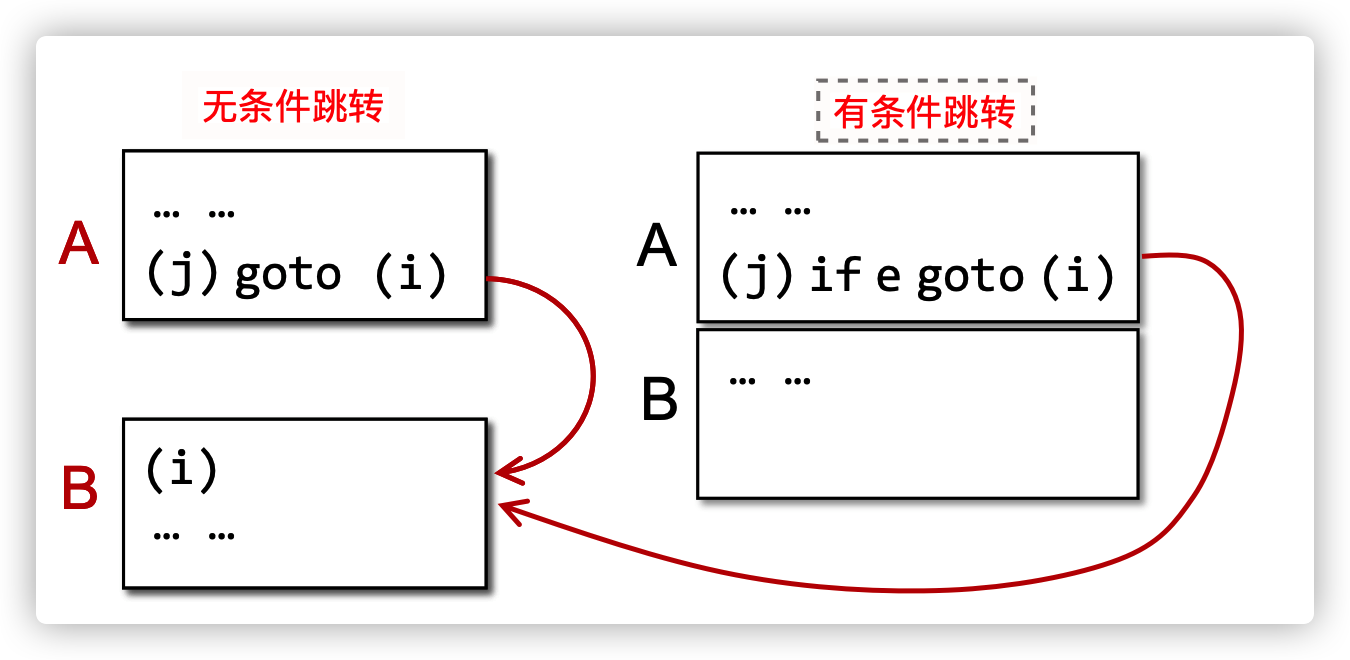 无条件跳转
A
… …
(j) goto (i)
B
(i)
… …
有条件跳转
A
… …
(j) if e goto (i)
B
… …